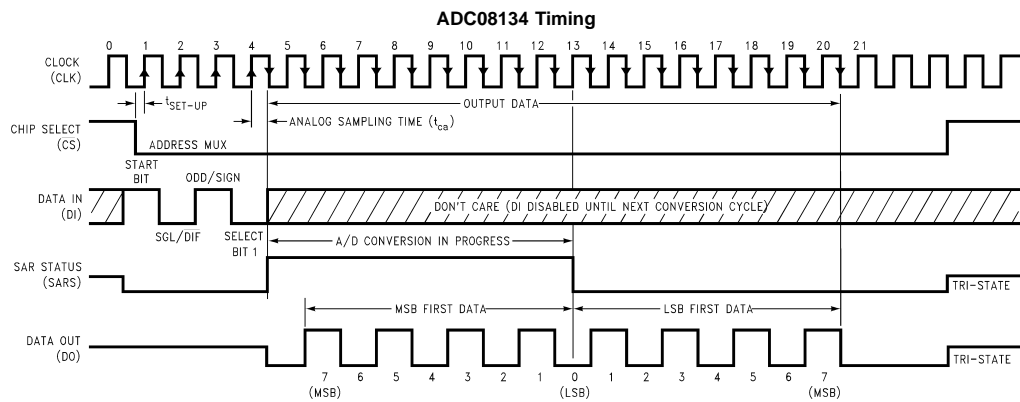 ADC08134 Timing
0 1 2 3 4 5 6 7 8 9 10 11 12 13 14 15 16 17 18 19 20 21
CLOCK
(CLK)
tSET-UP
OUTPUT DATA
ANALOG SAMPLING TIME (tca)
CHIP SELECT
(CS)
ADDRESS MUX
START
BIT
ODD/SIGN
DATA IN
(DI)
DON'T CARE (DI DISABLED UNTIL NEXT CONVERSION CYCLE)
SGL/DIF
SELECT
BIT 1
A/D CONVERSION IN PROGRESS
SAR STATUS
(SARS)
TRI-STATE
MSB FIRST DATA
LSB FIRST DATA
DATA OUT
(DO)
TRI-STATE
7 6 5 4 3 2 1 0 1 2 3 4 5 6 7
(MSB) (LSB) (MSB)